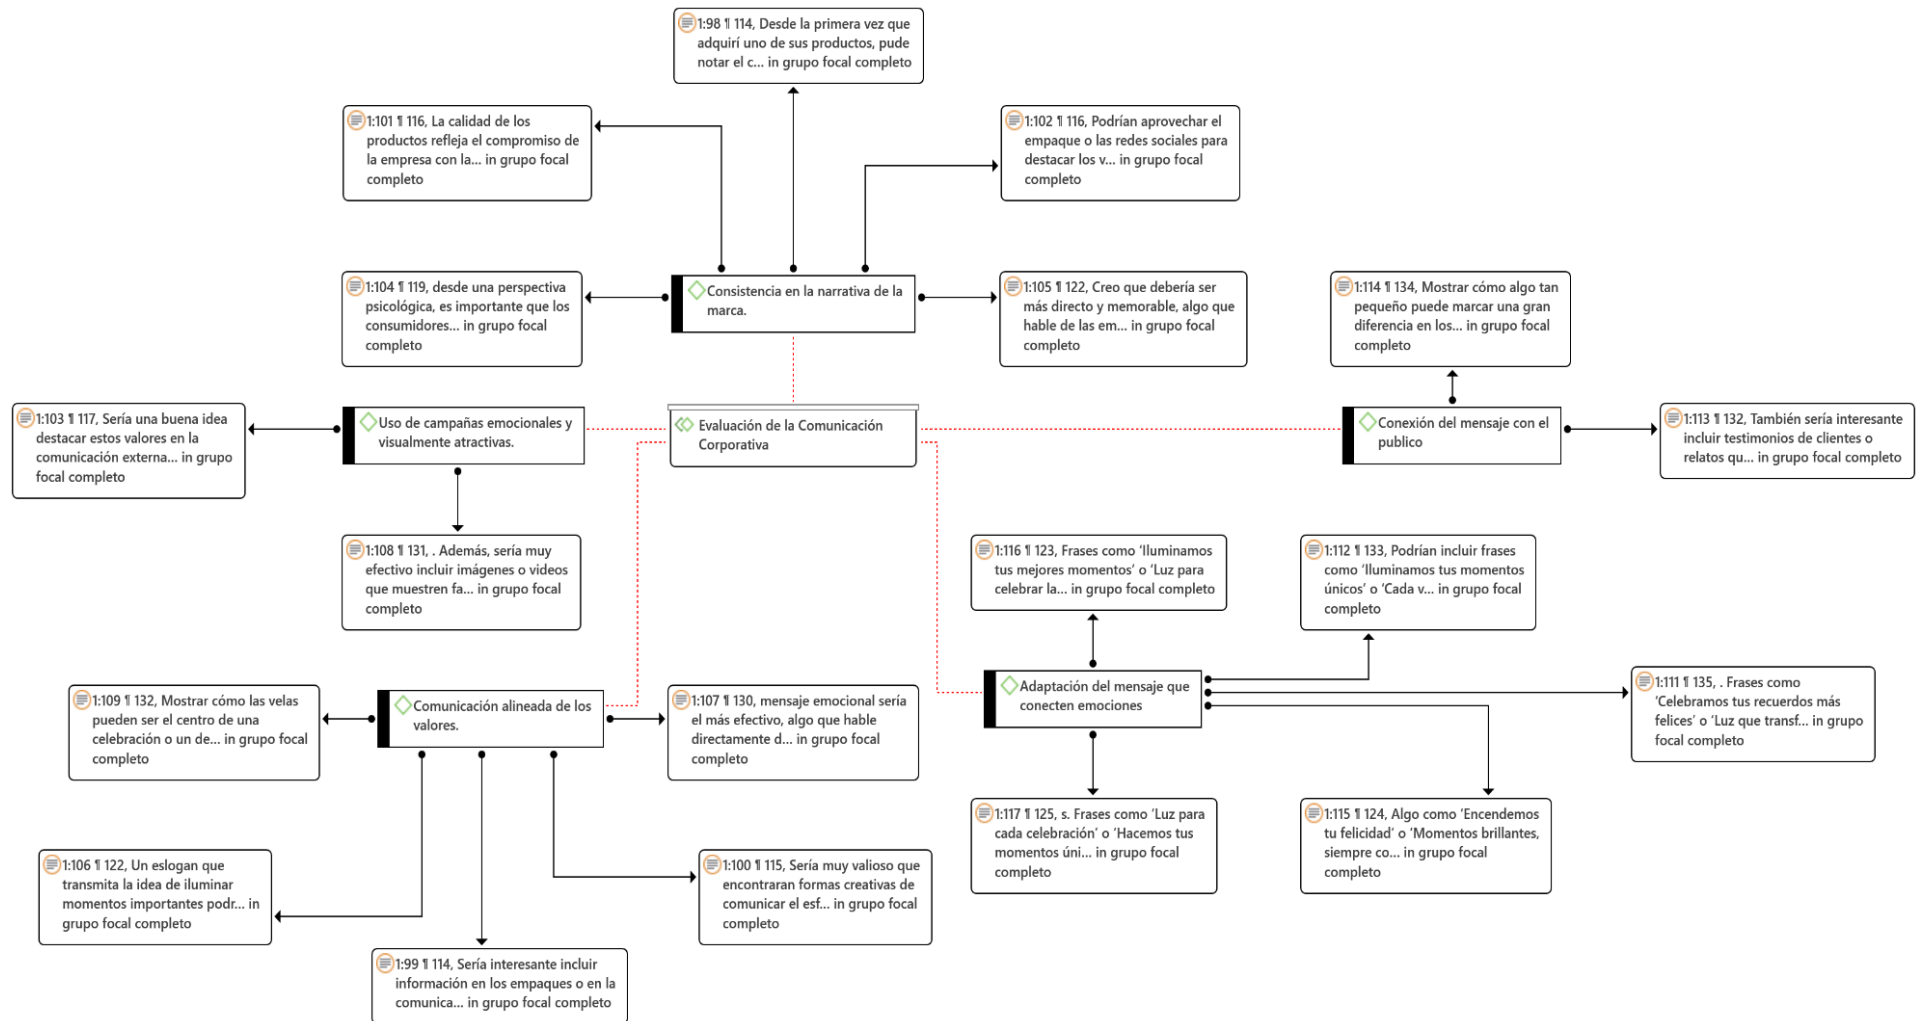 1:98 ¶ 114, Desde la primera vez que
adquirí uno de sus productos, pude
notar el c... in grupo focal completo
1:101 ¶ 116, La calidad de los
productos refleja el compromiso de
la empresa con la... in grupo focal
completo
1:102 ¶ 116, Podrían aprovechar el
empaque o las redes sociales para
destacar los v... in grupo focal
completo
1:104 ¶ 119, desde una perspectiva
psicológica, es importante que los
consumidores... in grupo focal
completo
Consistencia en la narrativa de la
marca.
1:105 ¶ 122, Creo que debería ser
más directo y memorable, algo que
hable de las em... in grupo focal
completo
1:114 ¶ 134, Mostrar cómo algo tan
pequeño puede marcar una gran
diferencia en los... in grupo focal
completo
1:103 ¶ 117, Sería una buena idea
destacar estos valores en la
comunicación externa... in grupo
focal completo
Uso de campañas emocionales y
visualmente atractivas.
Evaluación de la Comunicación
Corporativa
Conexión del mensaje con el
publico
1:113 ¶ 132, También sería interesante
incluir testimonios de clientes o
relatos qu... in grupo focal completo
1:108 ¶ 131, . Además, sería muy
efectivo incluir imágenes o videos
que muestren fa... in grupo focal
completo
1:116 ¶ 123, Frases como ‘Iluminamos
tus mejores momentos’ o ‘Luz para
celebrar la... in grupo focal completo
1:112 ¶ 133, Podrían incluir frases
como ‘Iluminamos tus momentos
únicos’ o ‘Cada v... in grupo focal
completo
1:109 ¶ 132, Mostrar cómo las velas
pueden ser el centro de una
celebración o un de... in grupo focal
completo
Comunicación alineada de los
valores.
1:107 ¶ 130, mensaje emocional sería
el más efectivo, algo que hable
directamente d... in grupo focal
completo
Adaptación del mensaje que
conecten emociones
1:111 ¶ 135, . Frases como
‘Celebramos tus recuerdos más
felices’ o ‘Luz que transf... in grupo
focal completo
1:117 ¶ 125, s. Frases como ‘Luz para
cada celebración’ o ‘Hacemos tus
momentos úni... in grupo focal
completo
1:115 ¶ 124, Algo como ‘Encendemos
tu felicidad’ o ‘Momentos brillantes,
siempre co... in grupo focal
completo
1:106 ¶ 122, Un eslogan que
transmita la idea de iluminar
momentos importantes podr... in
grupo focal completo
1:100 ¶ 115, Sería muy valioso que
encontraran formas creativas de
comunicar el esf... in grupo focal
completo
1:99 ¶ 114, Sería interesante incluir
información en los empaques o en la
comunica... in grupo focal completo